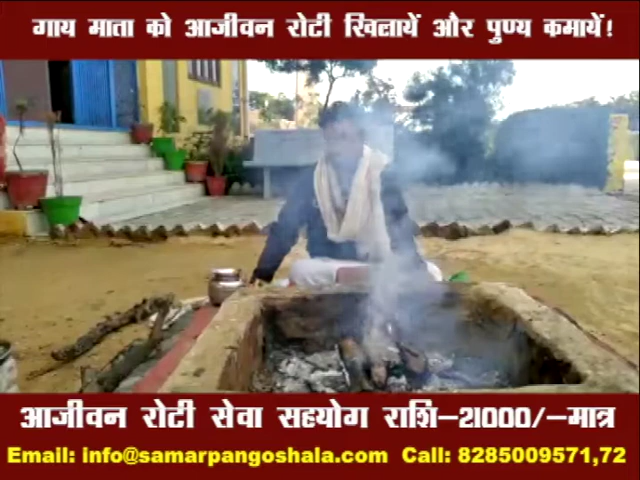 गाय माता को आजीवन रोटी खिलायें और पुण्य कमायें!
आजीवन रोटी सेवा सहयोग राशि-21000/-मात्र
Email: info@samarpangoshala.com Call: 8285009571,72